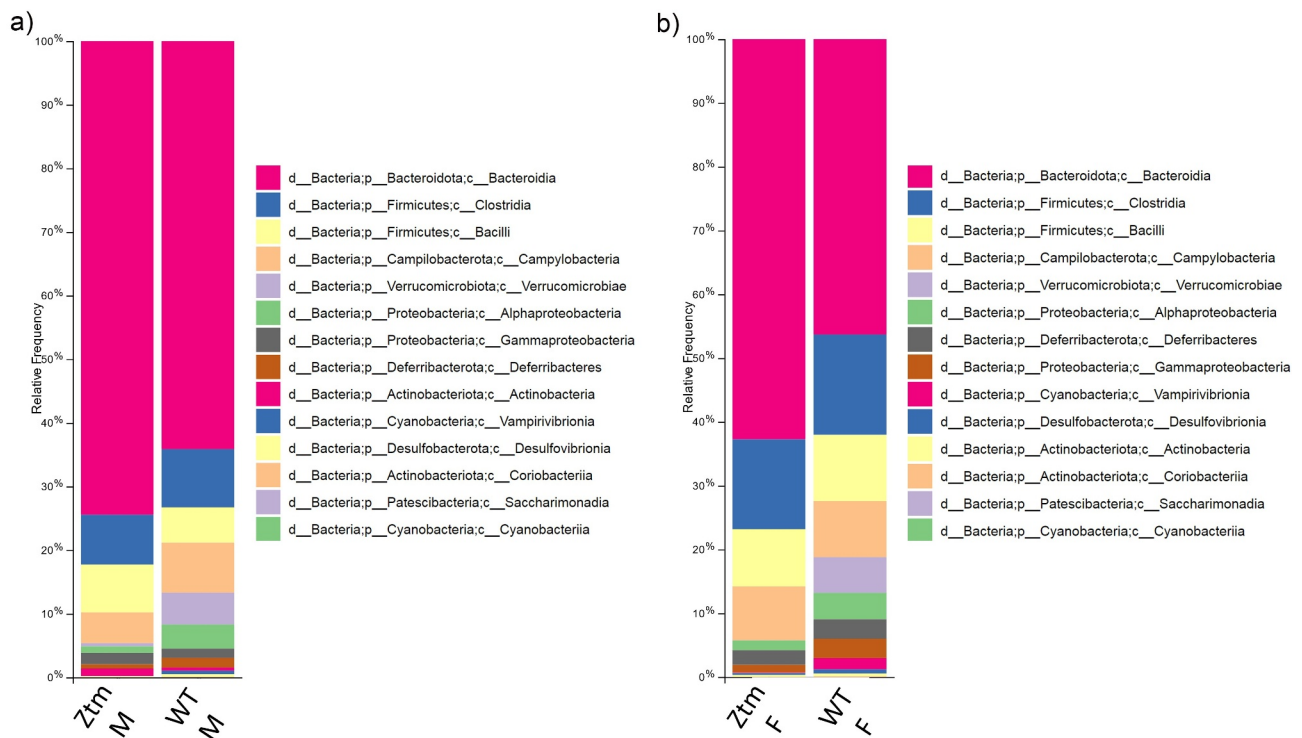 a)
100%
90%
80%
70%
60%
50%
40%
30%
20%
10%
0%
Relative Frequency
Ztm M
WT M
d__Bacteria;p__Bacteroidota;c__Bacteroidia
d__Bacteria;p__Firmicutes;c__Clostridia
d__Bacteria;p__Firmicutes;c__Bacilli
d__Bacteria;p__Campilobacterota;c__Campylobacteria
d__Bacteria;p__Verrucomicrobiota;c__Verrucomicrobiae
d__Bacteria;p__Proteobacteria;c__Alphaproteobacteria
d__Bacteria;p__Proteobacteria;c__Gammaproteobacteria
d__Bacteria;p__Deferribacterota;c__Deferribacteres
d__Bacteria;p__Actinobacteriota;c__Actinobacteria
d__Bacteria;p__Cyanobacteria;c__Vampirivibrionia
d__Bacteria;p__Desulfobacterota;c__Desulfovibrionia
d__Bacteria;p__Actinobacteriota;c__Coriobacteriia
d__Bacteria;p__Patescibacteria;c__Saccharimonadia
d__Bacteria;p__Cyanobacteria;c__Cyanobacteriia
b)
100%
90%
80%
70%
60%
50%
40%
30%
20%
10%
0%
Relative Frequency
Ztm F
WT F
d__Bacteria;p__Bacteroidota;c__Bacteroidia
d__Bacteria;p__Firmicutes;c__Clostridia
d__Bacteria;p__Firmicutes;c__Bacilli
d__Bacteria;p__Campilobacterota;c__Campylobacteria
d__Bacteria;p__Verrucomicrobiota;c__Verrucomicrobiae
d__Bacteria;p__Proteobacteria;c__Alphaproteobacteria
d__Bacteria;p__Deferribacterota;c__Deferribacteres
d__Bacteria;p__Proteobacteria;c__Gammaproteobacteria
d__Bacteria;p__Cyanobacteria;c__Vampirivibrionia
d__Bacteria;p__Desulfobacterota;c__Desulfovibrionia
d__Bacteria;p__Actinobacteriota;c__Actinobacteria
d__Bacteria;p__Actinobacteriota;c__Coriobacteriia
d__Bacteria;p__Patescibacteria;c__Saccharimonadia
d__Bacteria;p__Cyanobacteria;c__Cyanobacteriia